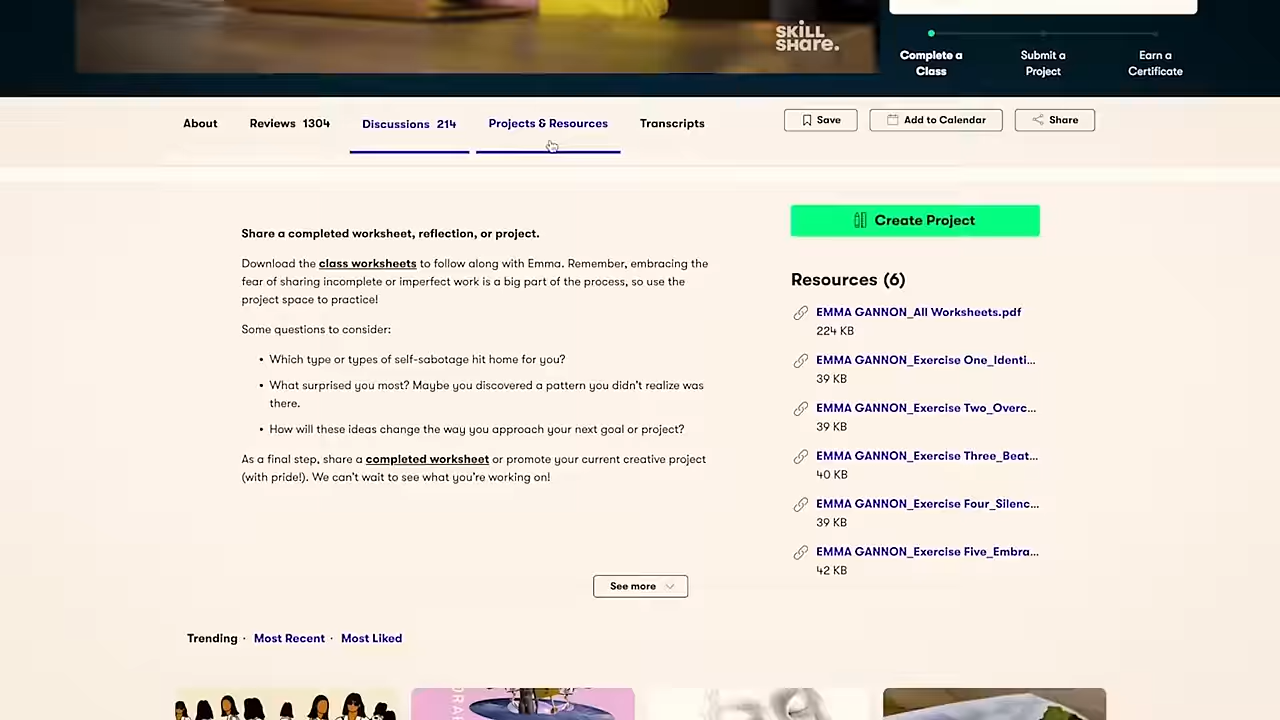 SKILL
SHARE.
Complete a
Class
Submit a
Project
Earn a
Certificate
About
Reviews 1304
Discussions 214
Projects & Resources
Transcripts
Save
Add to Calendar
Share
Share a completed worksheet, reflection, or project.
Download the class worksheets to follow along with Emma. Remember, embracing the
fear of sharing incomplete or imperfect work is a big part of the process, so use the
project space to practice!
Some questions to consider:
• Which type or types of self-sabotage hit home for you?
• What surprised you most? Maybe you discovered a pattern you didn't realize was
there.
• How will these ideas change the way you approach your next goal or project?
As a final step, share a completed worksheet or promote your current creative project
(with pride!). We can't wait to see what you're working on!
See more
Create Project
Resources (6)
EMMA GANNON_All Worksheets.pdf
224 KB
EMMA GANNON_Exercise One_Identi...
39 KB
EMMA GANNON_Exercise Two_Overc...
39 KB
EMMA GANNON_Exercise Three_Beat...
40 KB
EMMA GANNON_Exercise Four_Silenc...
39 KB
EMMA GANNON_Exercise Five_Embra...
42 KB
Trending · Most Recent · Most Liked